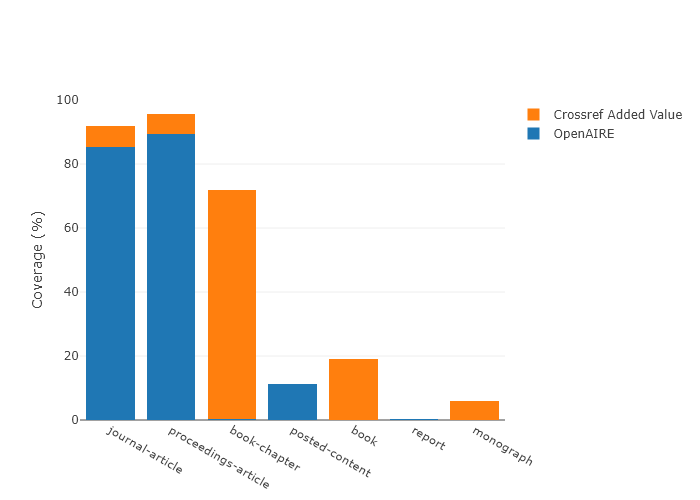 100
80
60
40
20
0
Coverage (%)
journal-article
proceedings-article
book-chapter
posted-content
book
report
monograph
Crossref Added Value
OpenAIRE